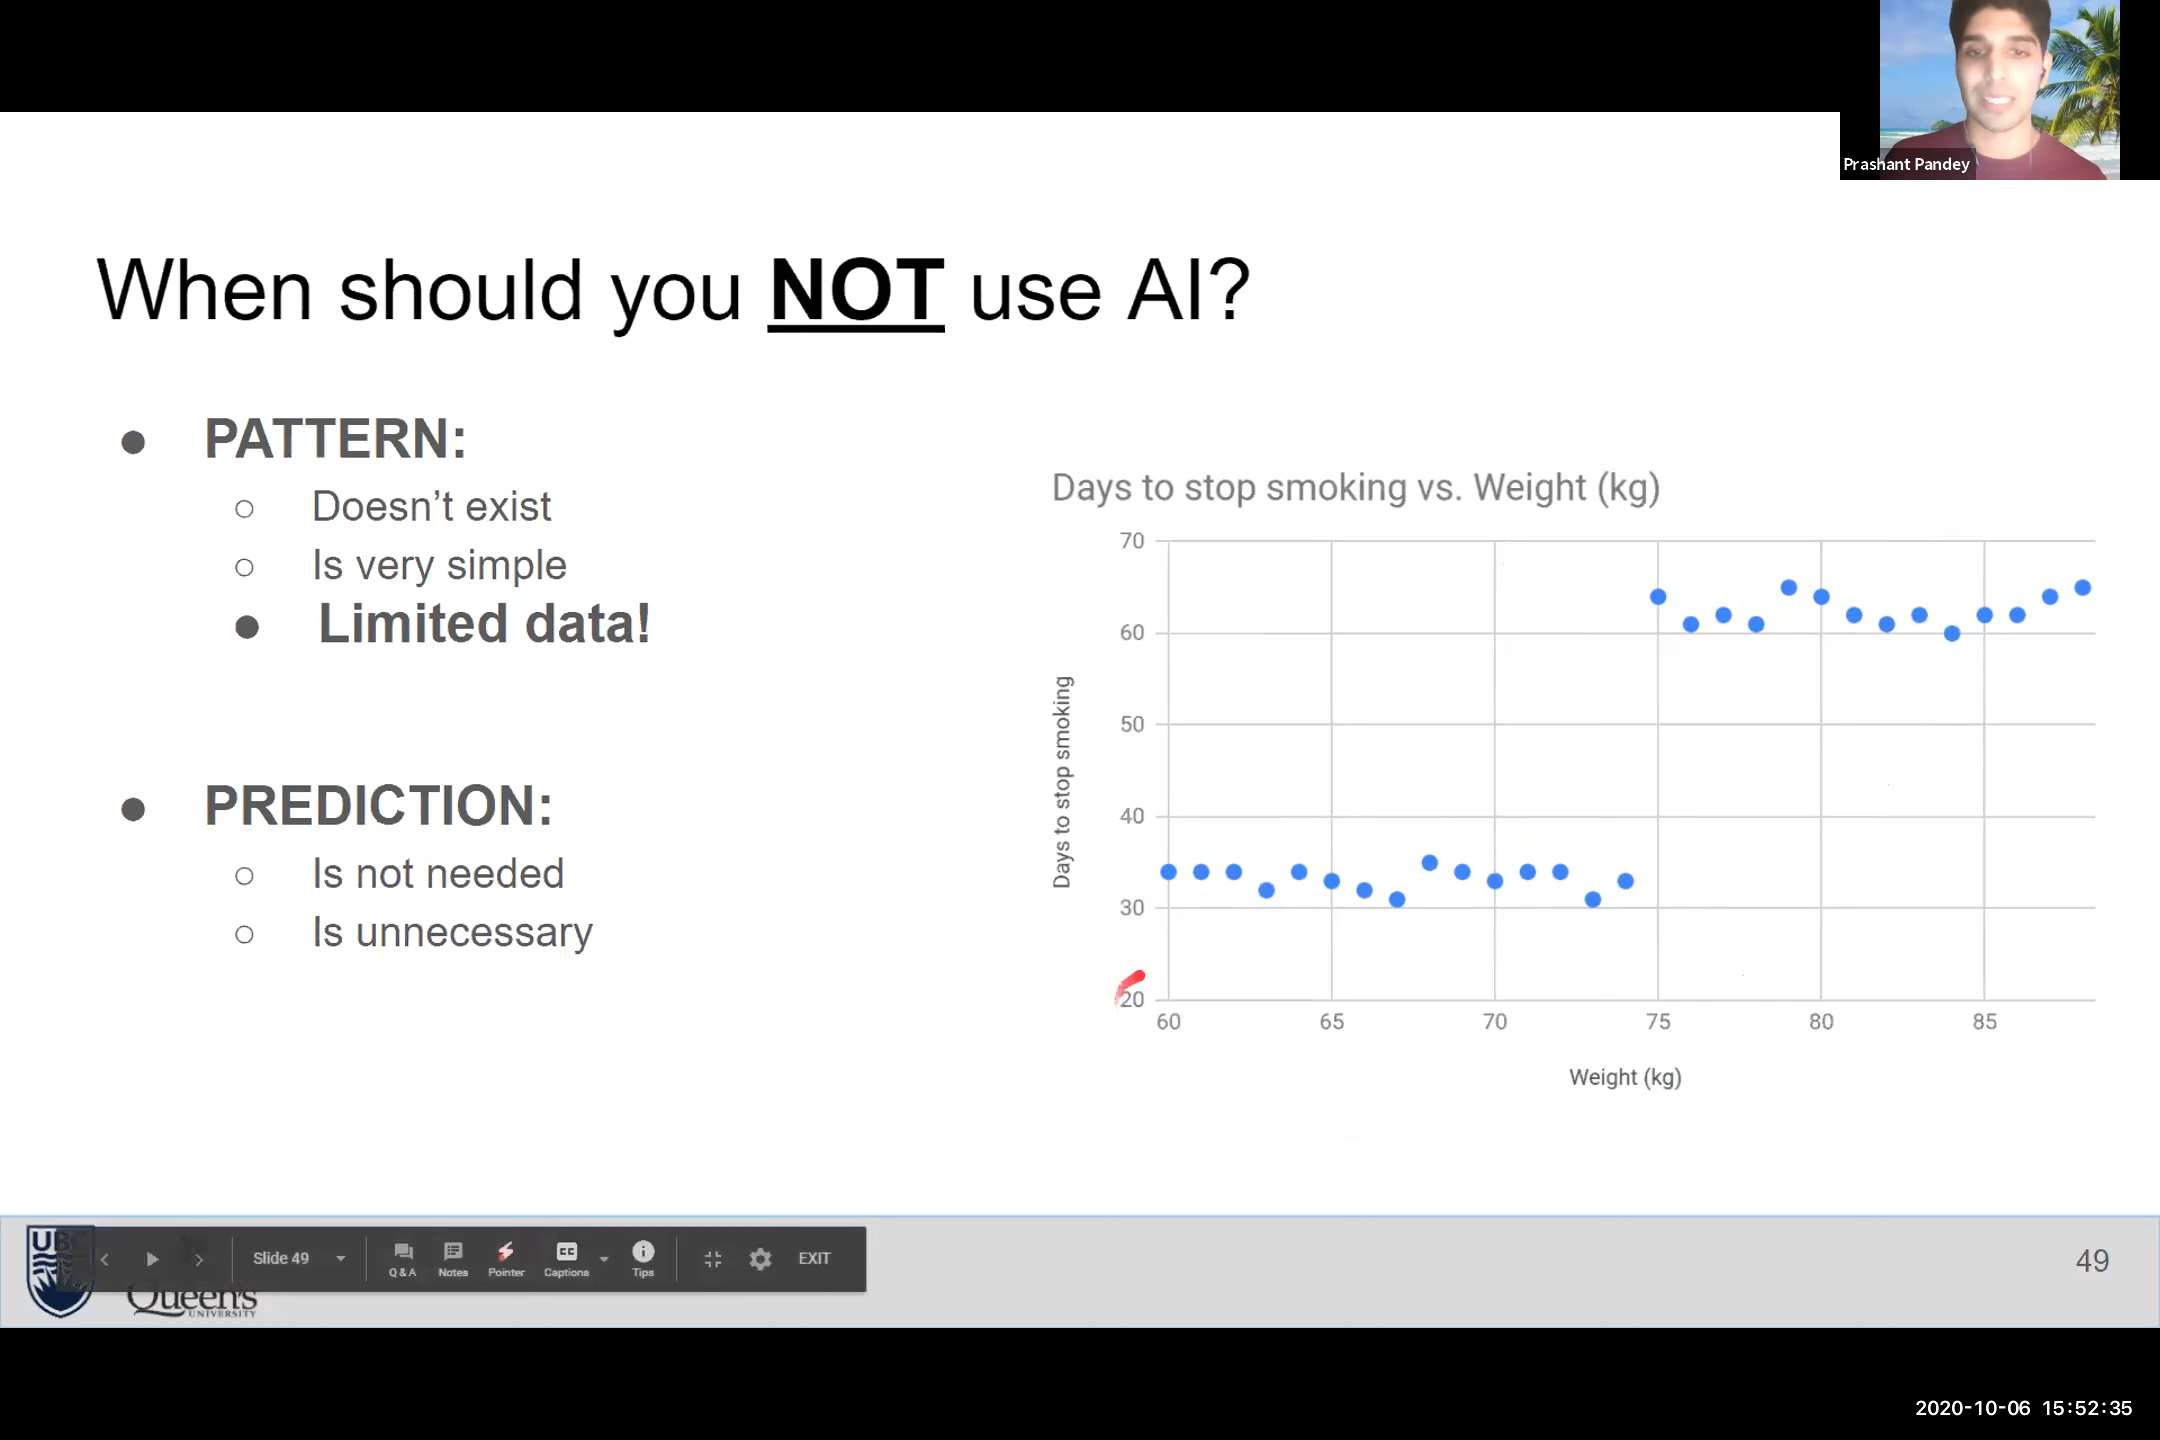 Prashant Pandey
When should you NOT use AI?
● PATTERN:
○ Doesn't exist
○ Is very simple
● Limited data!
● PREDICTION:
○ Is not needed
○ Is unnecessary
Days to stop smoking vs. Weight (kg)
Days to stop smoking
70
60
50
40
30
20
60 65 70 75 80 85
Weight (kg)
UBC
Slide 49 Q & A Notes Pointer CC Captions Tips EXIT
Queen's
UNIVERSITY
49
2020-10-06 15:52:35